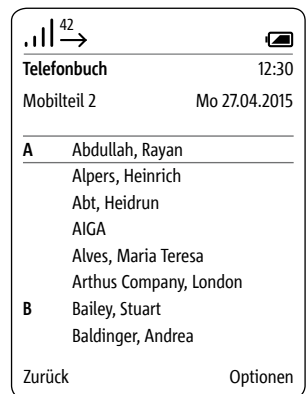 42
Telefonbuch 12:30
Mobilteil 2 Mo 27.04.2015
A Abdullah, Rayan
Alpers, Heinrich
Abt, Heidrun
AIGA
Alves, Maria Teresa
Arthus Company, London
B Bailey, Stuart
Baldinger, Andrea
Zurück Optionen